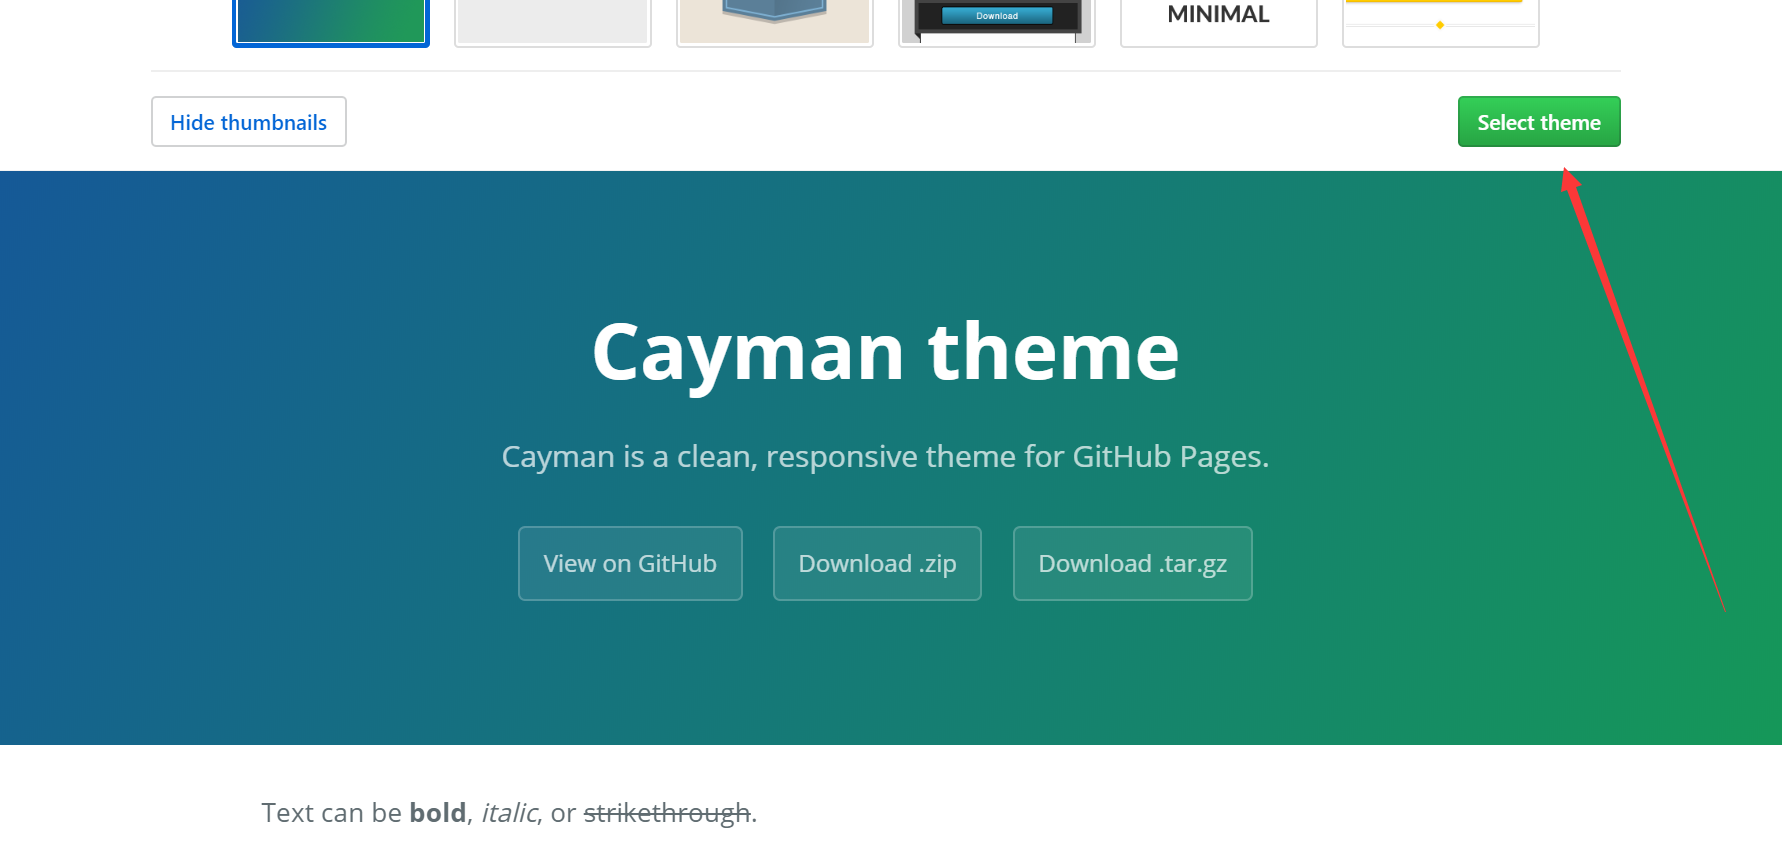 Download
MINIMAL
Hide thumbnails
Select theme
Cayman theme
Cayman is a clean, responsive theme for GitHub Pages.
View on GitHub
Download .zip
Download .tar.gz
Text can be bold, italic, or strikethrough.